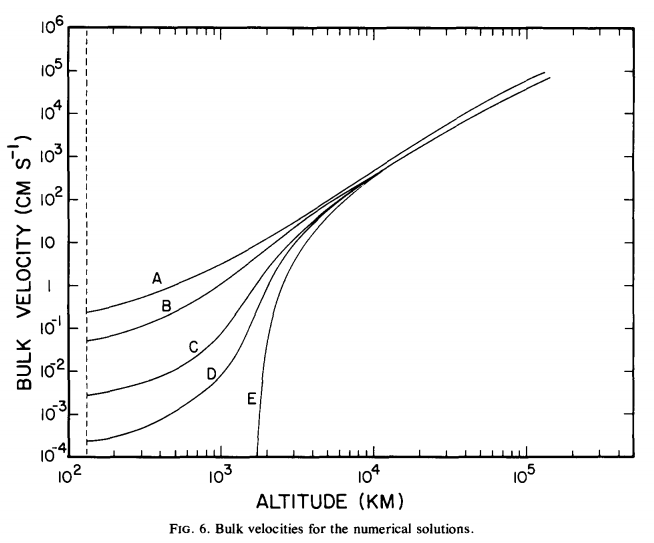 10^6
10^5
10^4
10^3
10^2
10
1
10^-1
10^-2
10^-3
10^-4
BULK VELOCITY (CM S^-1)
A
B
C
D
E
10^2 10^3 10^4 10^5
ALTITUDE (KM)
FIG. 6. Bulk velocities for the numerical solutions.